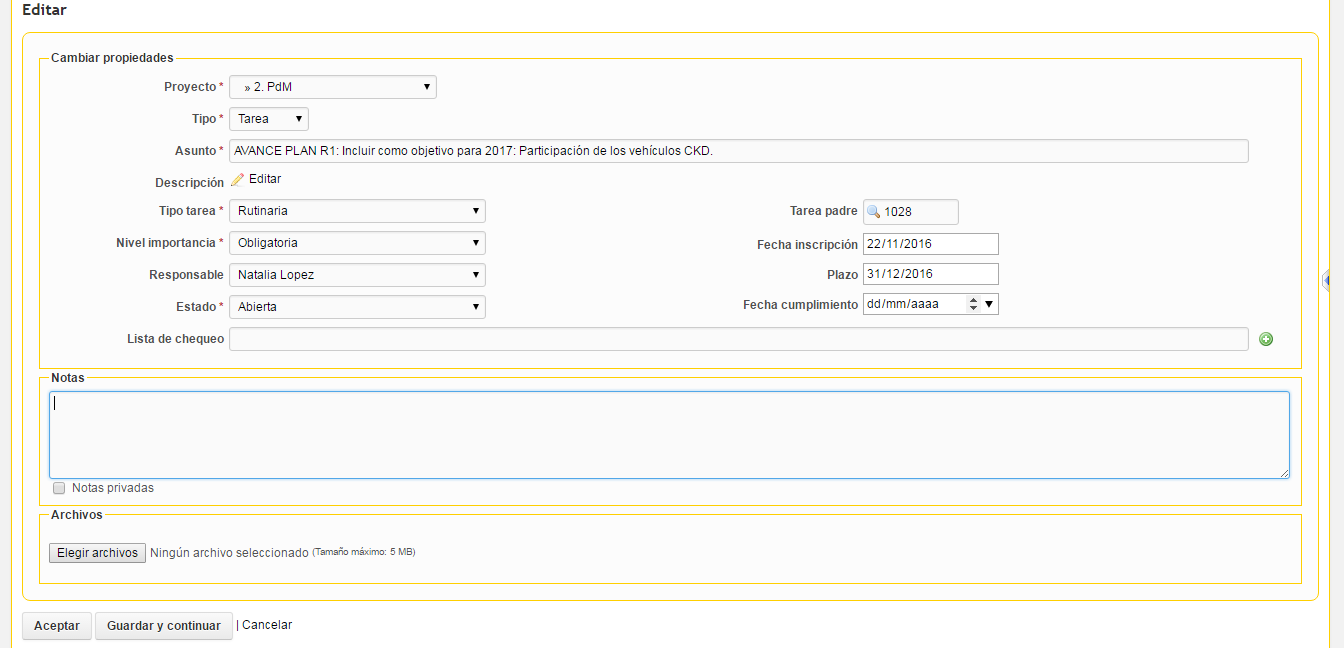 Editar
Cambiar propiedades
Proyecto * » 2. PdM
Tipo * Tarea
Asunto * AVANCE PLAN R1: Incluir como objetivo para 2017: Participación de los vehículos CKD.
Descripción Editar
Tipo tarea * Rutinaria Tarea padre 1028
Nivel importancia * Obligatoria Fecha inscripción 22/11/2016
Responsable Natalia Lopez Plazo 31/12/2016
Estado * Abierta Fecha cumplimiento dd/mm/aaaa
Lista de chequeo
Notas
Notas privadas
Archivos
Elegir archivos Ningún archivo seleccionado (Tamaño máximo: 5 MB)
Aceptar Guardar y continuar | Cancelar